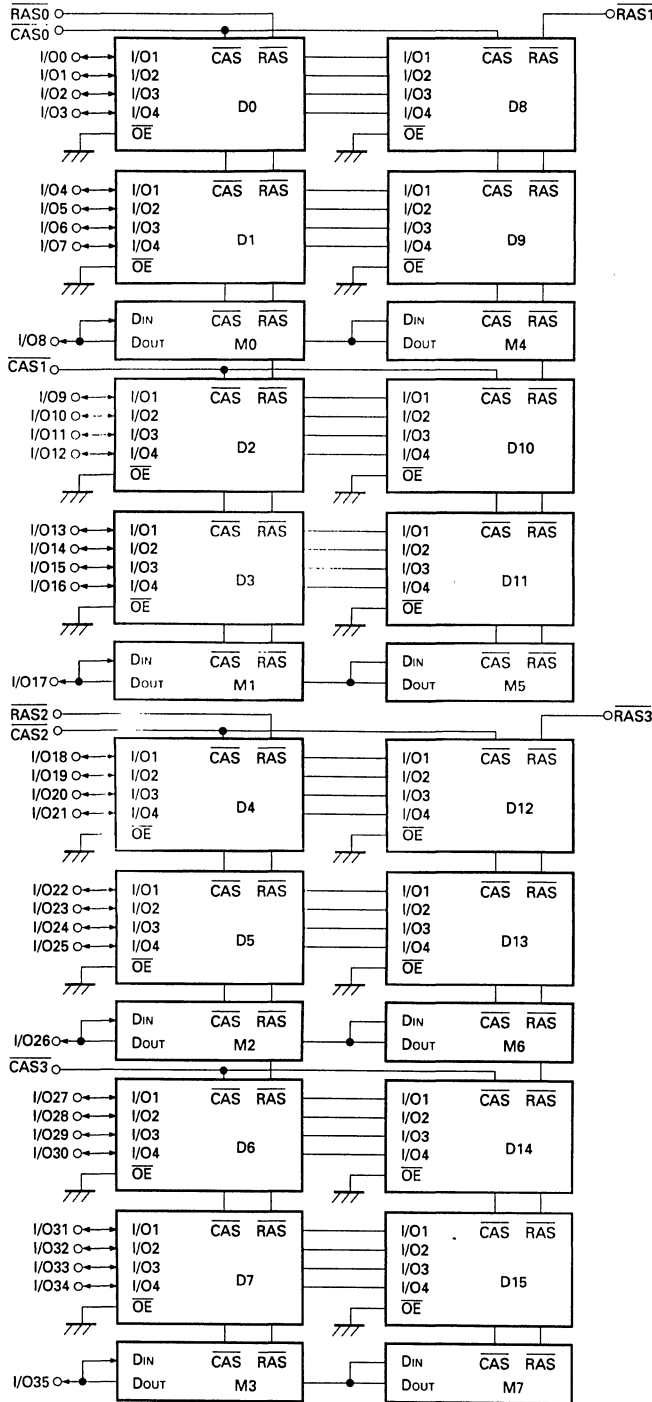 RAS0 RAS1
CAS0
I/O0 I/O1 CAS RAS I/O1 CAS RAS
I/O1 I/O2 I/O2
I/O2 I/O3 D0 I/O3 D8
I/O3 I/O4 I/O4
OE OE
I/O4 I/O1 CAS RAS I/O1 CAS RAS
I/O5 I/O2 I/O2
I/O6 I/O3 D1 I/O3 D9
I/O7 I/O4 I/O4
OE OE
DIN CAS RAS DIN CAS RAS
I/O8 DOUT M0 DOUT M4
CAS1
I/O9 I/O1 CAS RAS I/O1 CAS RAS
I/O10 I/O2 I/O2
I/O11 I/O3 D2 I/O3 D10
I/O12 I/O4 I/O4
OE OE
I/O13 I/O1 CAS RAS I/O1 CAS RAS
I/O14 I/O2 I/O2
I/O15 I/O3 D3 I/O3 D11
I/O16 I/O4 I/O4
OE OE
DIN CAS RAS DIN CAS RAS
I/O17 DOUT M1 DOUT M5
RAS2 RAS3
CAS2
I/O18 I/O1 CAS RAS I/O1 CAS RAS
I/O19 I/O2 I/O2
I/O20 I/O3 D4 I/O3 D12
I/O21 I/O4 I/O4
OE OE
I/O22 I/O1 CAS RAS I/O1 CAS RAS
I/O23 I/O2 I/O2
I/O24 I/O3 D5 I/O3 D13
I/O25 I/O4 I/O4
OE OE
DIN CAS RAS DIN CAS RAS
I/O26 DOUT M2 DOUT M6
CAS3
I/O27 I/O1 CAS RAS I/O1 CAS RAS
I/O28 I/O2 I/O2
I/O29 I/O3 D6 I/O3 D14
I/O30 I/O4 I/O4
OE OE
I/O31 I/O1 CAS RAS I/O1 CAS RAS
I/O32 I/O2 I/O2
I/O33 I/O3 D7 I/O3 D15
I/O34 I/O4 I/O4
OE OE
DIN CAS RAS DIN CAS RAS
I/O35 DOUT M3 DOUT M7